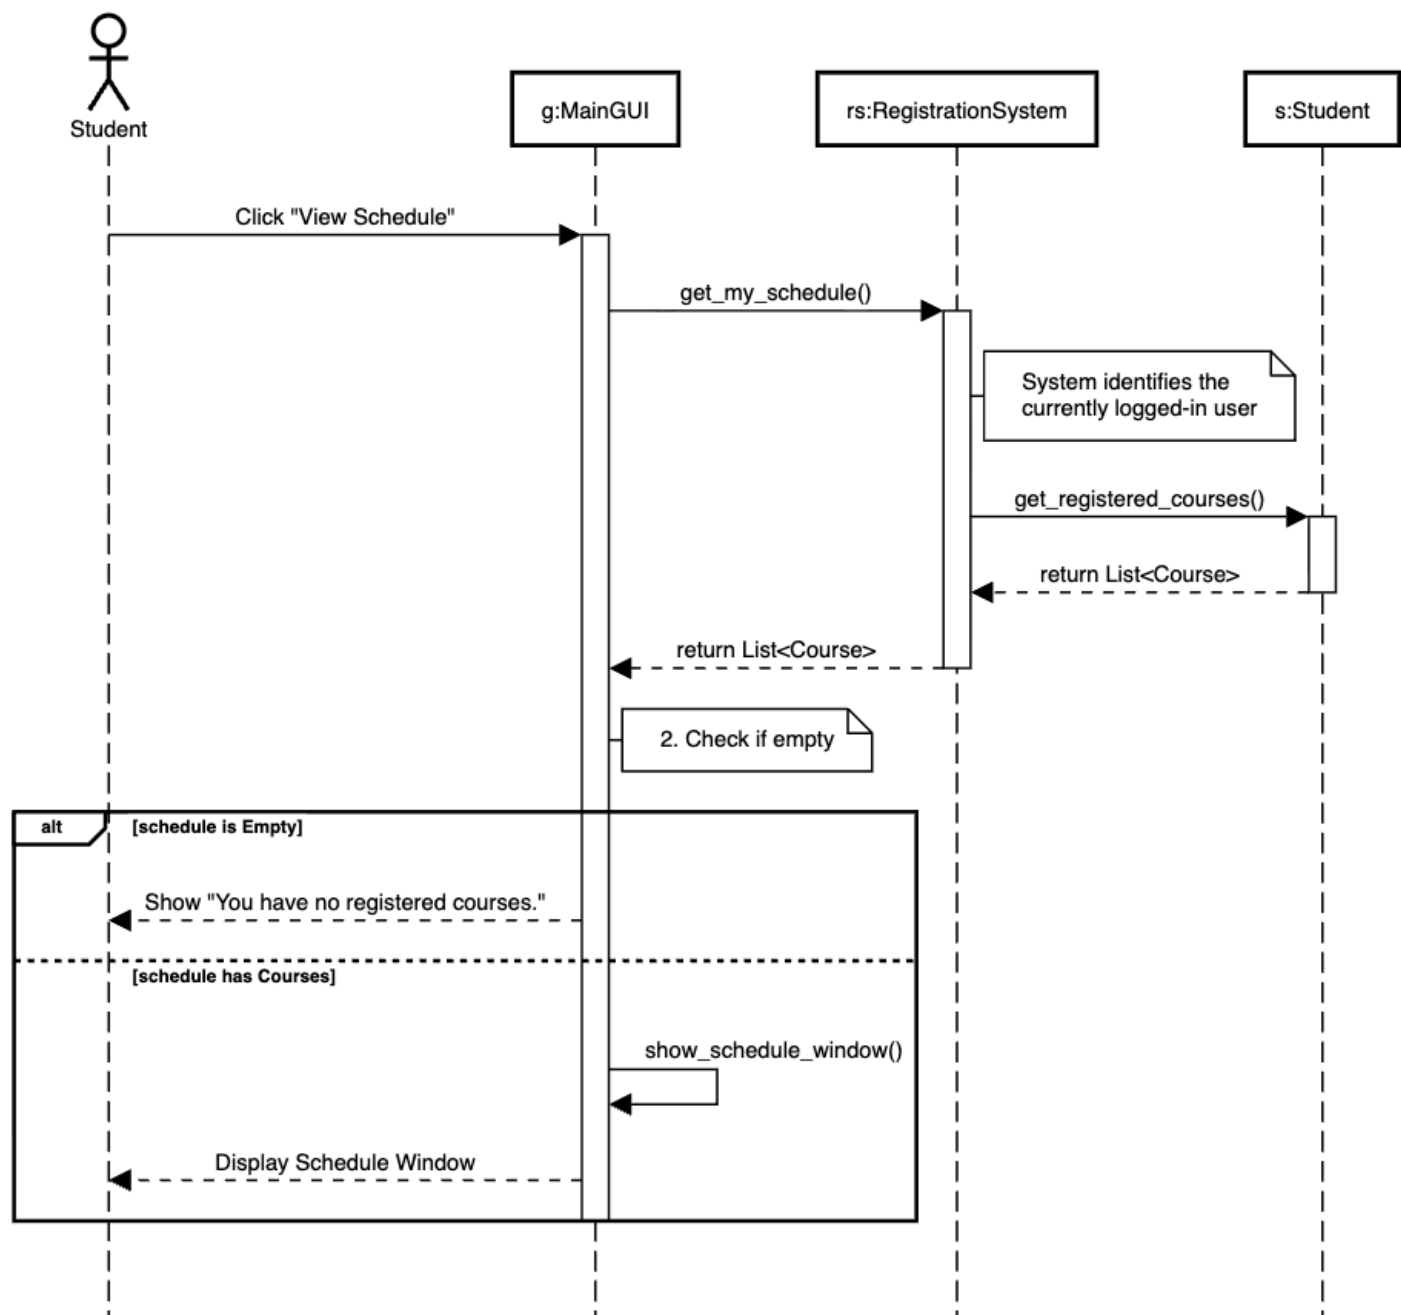 Student
g:MainGUI
rs:RegistrationSystem
s:Student
Click "View Schedule"
get_my_schedule()
System identifies the
currently logged-in user
get_registered_courses()
return List<Course>
return List<Course>
2. Check if empty
alt
[schedule is Empty]
Show "You have no registered courses."
[schedule has Courses]
show_schedule_window()
Display Schedule Window